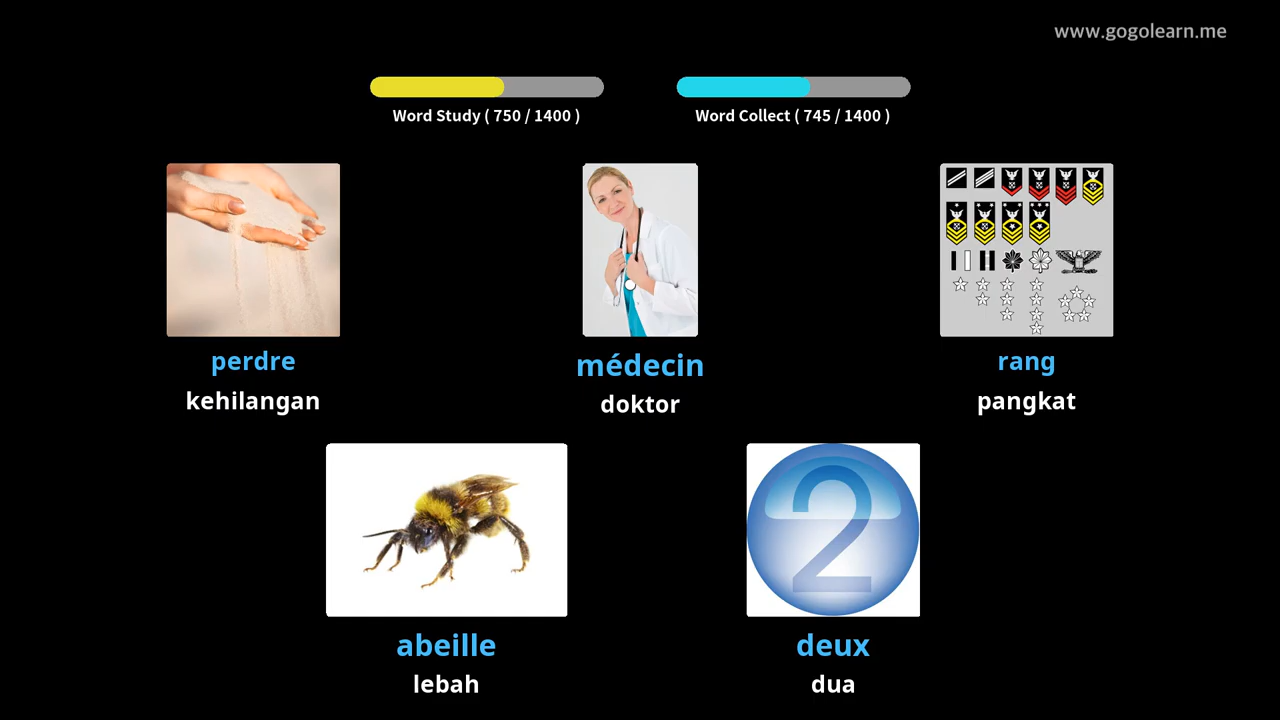 www.gogolearn.me
Word Study ( 750 / 1400 )
Word Collect ( 745 / 1400 )
perdre
kehilangan
médecin
doktor
rang
pangkat
abeille
lebah
2
deux
dua